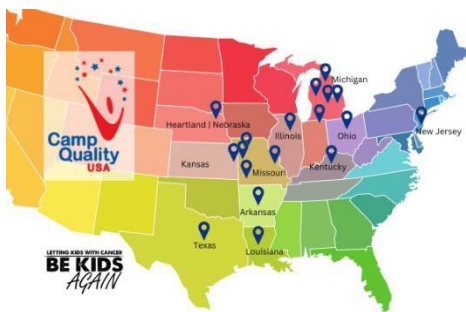 Camp
Quality
USA
Michigan
Heartland | Nebraska
Illinois
Ohio
New Jersey
Kansas
Missouri
Kentucky
Arkansas
Texas
Louisiana
LETTING KIDS WITH CANCER
BE KIDS
AGAIN